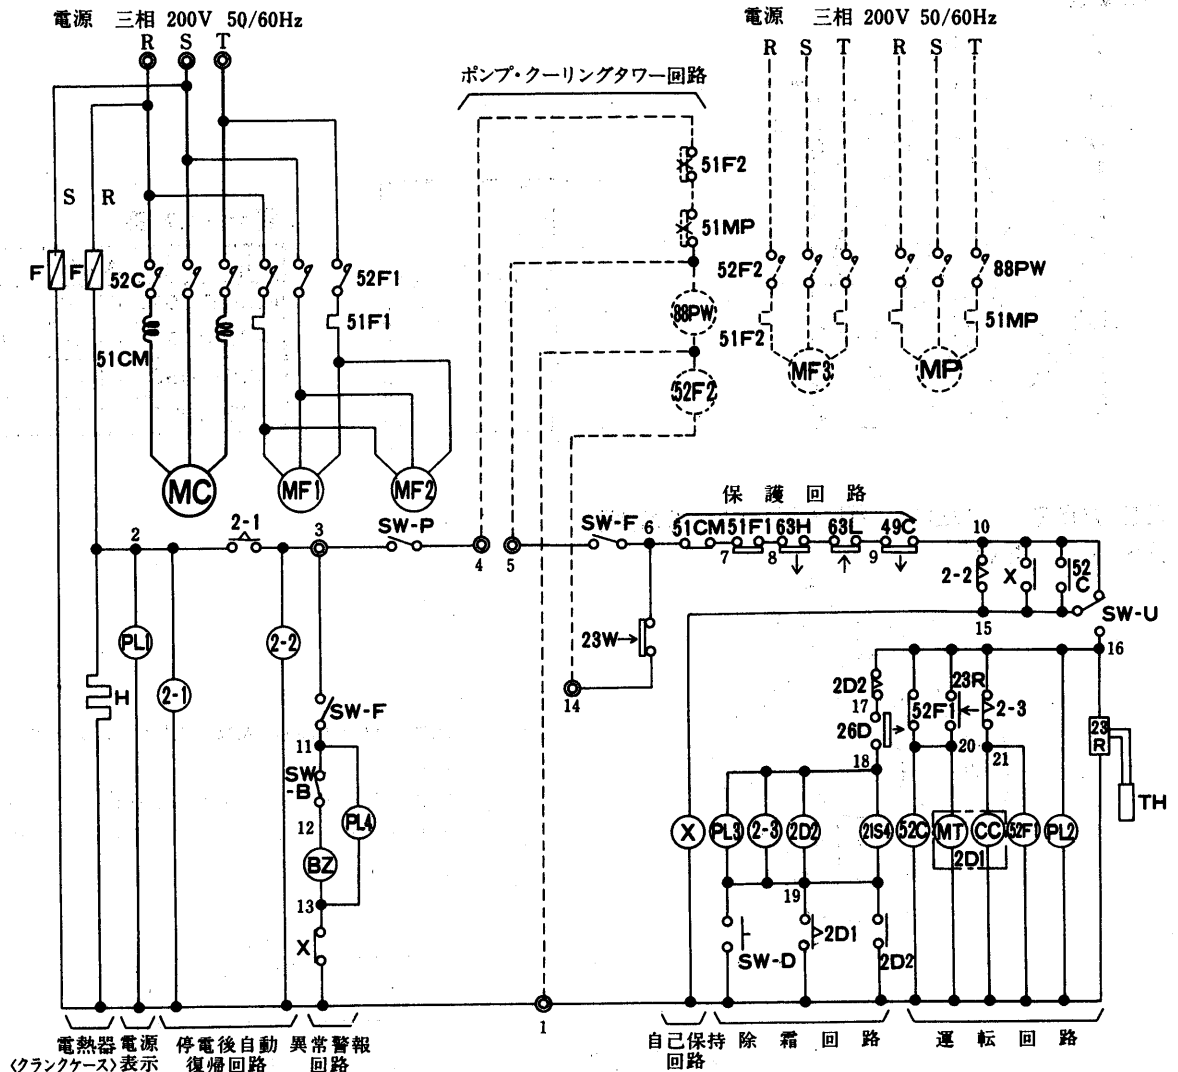 電源 三相 200V 50/60Hz
R S T
電源 三相 200V 50/60Hz
R S T R S T
ポンプ・クーリングタワー回路
51F2
S R
51MP
F F 52C 52F1
52F2 88PW
51F1
88PW
51F2 51MP
51CM
MF3 MP
52F2
MC MF1 MF2
保護回路
2 2-1 3 SW-P 4 5 SW-F 6 51CM 51F1 63H 63L 49C 10
7 8 9
2-2 X 52C
15 SW-U
PL1 2-2 23W 16
2-1
H
14
2D2 23R
17 52F1 2-3
SW-F 26D 23R
11 18 20 21
SW-B
TH
12 PL4
X PL3 2-3 2D2 21S4 52C MT CC 52F1 PL2
BZ 2D1
13 19
X SW-D 2D1 2D2
1
電熱器
〈クランクケース〉
電源
表示
停電後自動
復帰回路
異常警報
回路
自己保持
回路
除霜回路
運転回路